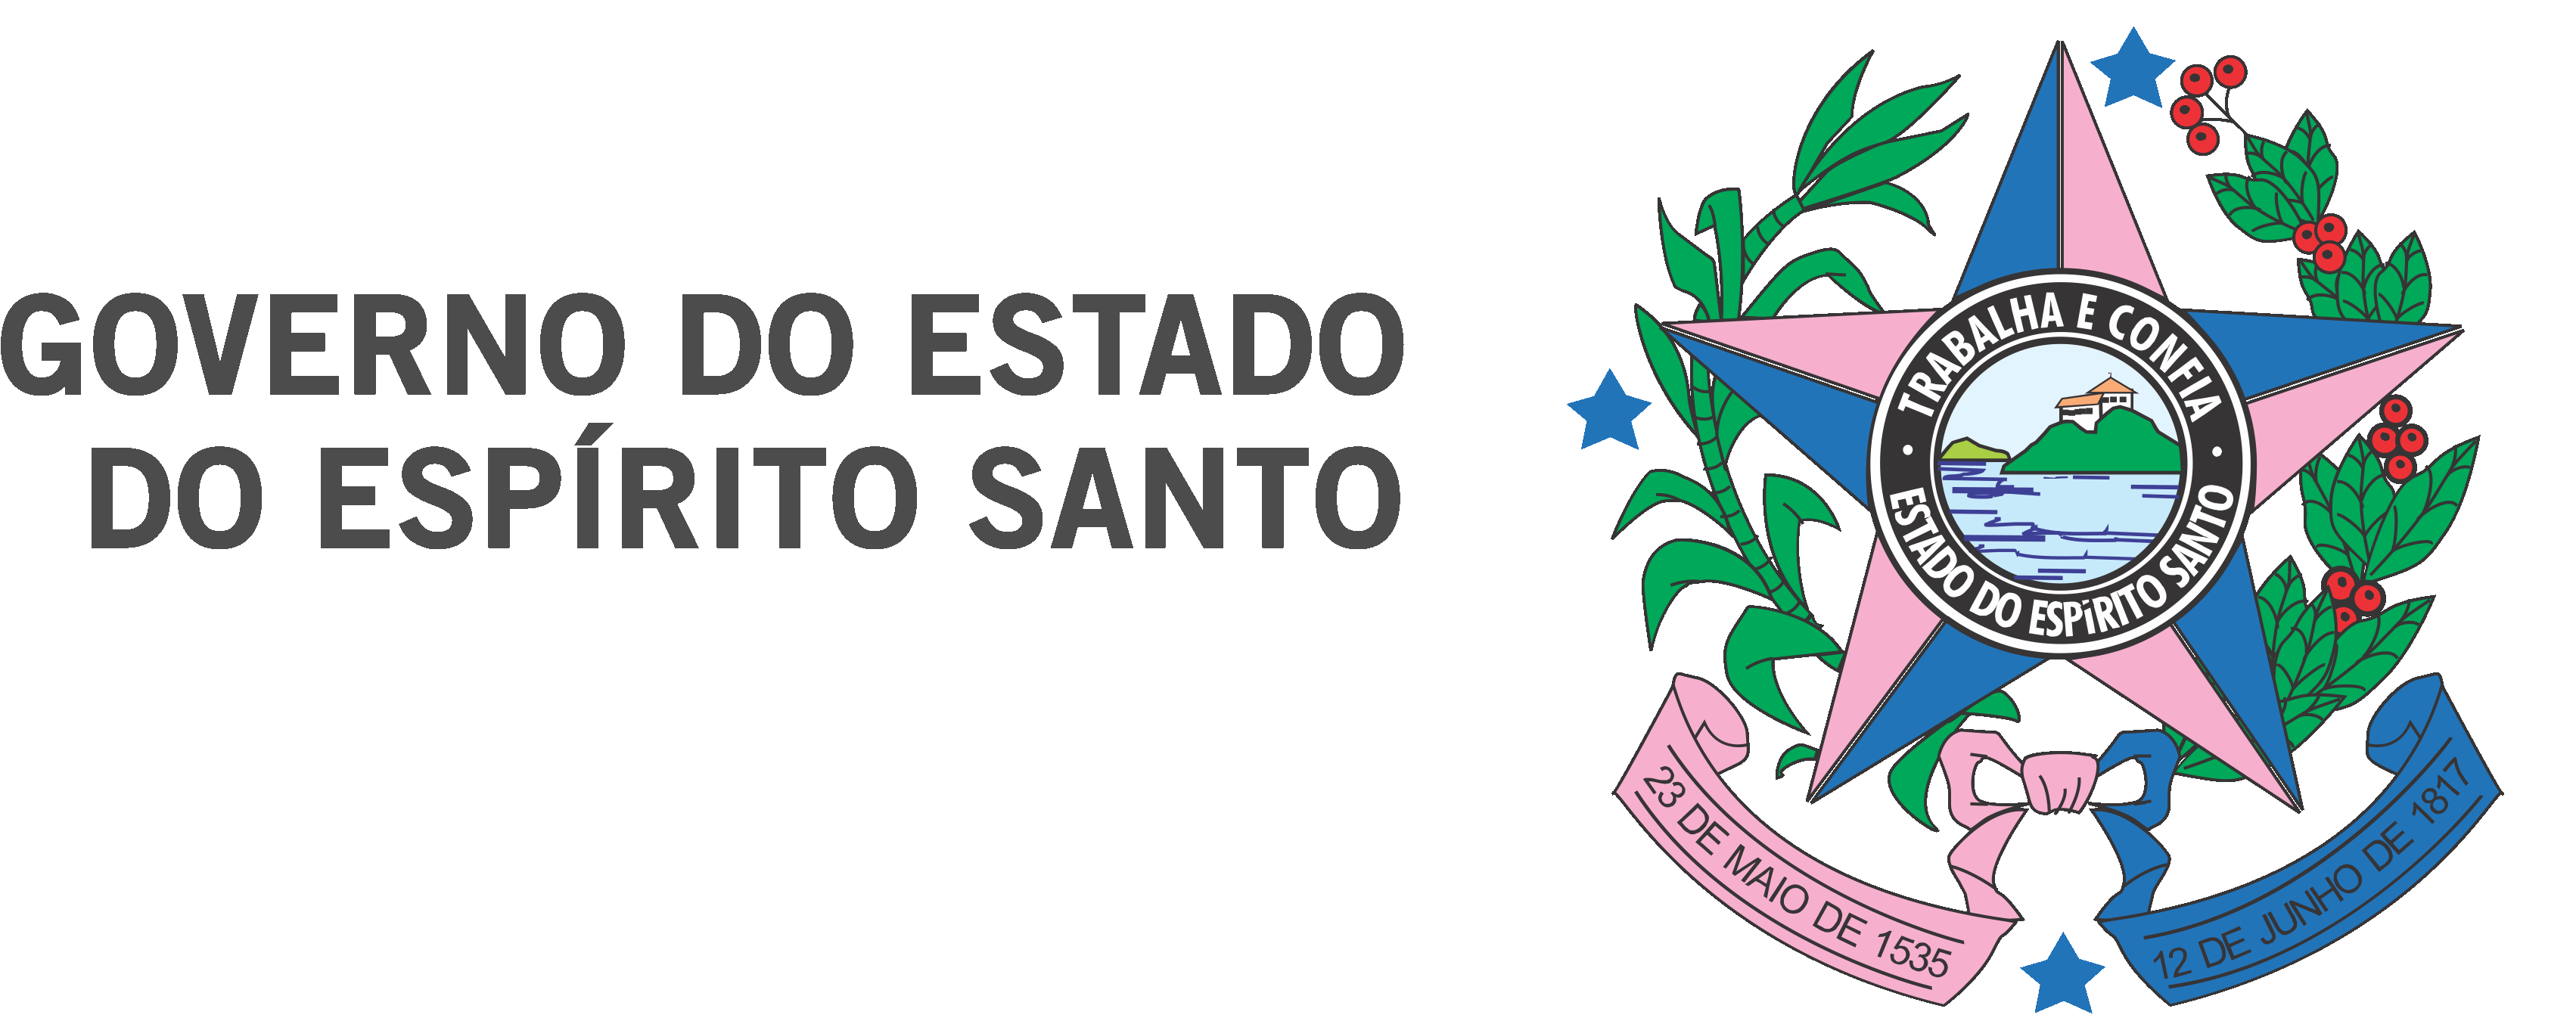 GOVERNO DO ESTADO
DO ESPÍRITO SANTO
TRABALHA E CONFIA
ESTADO DO ESPÍRITO SANTO
23 DE MAIO DE 1535
12 DE JUNHO DE 1817